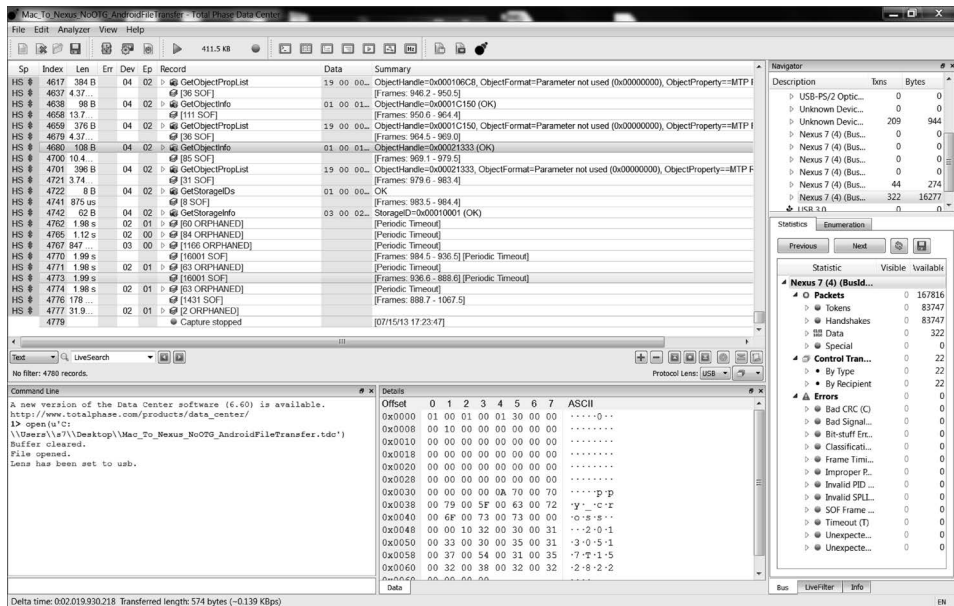 Mac_To_Nexus_NoOTG_AndroidFileTransfer - Total Phase Data Center
File Edit Analyzer View Help
411.5 KB
Sp Index Len Err Dev Ep Record Data Summary
HS 4617 384 B 04 02 GetObjectPropList 19 00 00... ObjectHandle=0x000106C8, ObjectFormat=Parameter not used (0x00000000), ObjectProperty==MTP F
HS 4637 4.37... [36 SOF] [Frames: 946.2 - 950.5]
HS 4638 98 B 04 02 GetObjectInfo 01 00 01... ObjectHandle=0x0001C150 (OK)
HS 4658 13.7... [111 SOF] [Frames: 950.6 - 964.4]
HS 4659 376 B 04 02 GetObjectPropList 19 00 00... ObjectHandle=0x0001C150, ObjectFormat=Parameter not used (0x00000000), ObjectProperty==MTP F
HS 4679 4.37... [36 SOF] [Frames: 964.5 - 969.0]
HS 4680 108 B 04 02 GetObjectInfo 01 00 01... ObjectHandle=0x00021333 (OK)
HS 4700 10.4... [85 SOF] [Frames: 969.1 - 979.5]
HS 4701 396 B 04 02 GetObjectPropList 19 00 00... ObjectHandle=0x00021333, ObjectFormat=Parameter not used (0x00000000), ObjectProperty==MTP F
HS 4721 3.74... [31 SOF] [Frames: 979.6 - 983.4]
HS 4722 8 B 04 02 GetStorageIDs 01 00 00... OK
HS 4741 875 us [8 SOF] [Frames: 983.5 - 984.4]
HS 4742 62 B 04 02 GetStorageInfo 03 00 02... StorageID=0x00010001 (OK)
HS 4762 1.98 s 02 01 [60 ORPHANED] [Periodic Timeout]
HS 4765 1.12 s 02 00 [84 ORPHANED] [Periodic Timeout]
HS 4767 847 ... 03 00 [1166 ORPHANED] [Periodic Timeout]
HS 4770 1.99 s [16001 SOF] [Frames: 984.5 - 936.5] [Periodic Timeout]
HS 4771 1.98 s 02 01 [63 ORPHANED] [Periodic Timeout]
HS 4773 1.99 s [16001 SOF] [Frames: 936.6 - 888.6] [Periodic Timeout]
HS 4774 1.98 s 02 01 [63 ORPHANED] [Periodic Timeout]
HS 4776 178 ... [1431 SOF] [Frames: 888.7 - 1067.5]
HS 4777 31.9... 02 01 [2 ORPHANED]
4779 Capture stopped [07/15/13 17:23:47]
Text LiveSearch
No filter: 4780 records. Protocol Lens: USB
Command Line
A new version of the Data Center software (6.60) is available.
http://www.totalphase.com/products/data_center/
1> open(u'C:
\\Users\\s7\\Desktop\\Mac_To_Nexus_NoOTG_AndroidFileTransfer.tdc')
Buffer cleared.
File opened.
Lens has been set to usb.
Details
Offset 0 1 2 3 4 5 6 7 ASCII
0x0000 01 00 01 00 01 30 00 00 ·····0··
0x0008 00 10 00 00 00 00 00 00 ········
0x0010 00 00 00 00 00 00 00 00 ········
0x0018 00 00 00 00 00 00 00 00 ········
0x0020 00 00 00 00 00 00 00 00 ········
0x0028 00 00 00 00 00 00 00 00 ········
0x0030 00 00 00 00 0A 70 00 70 ·····p·p
0x0038 00 79 00 5F 00 63 00 72 ·y·_·c·r
0x0040 00 6F 00 73 00 73 00 00 ·o·s·s··
0x0048 00 00 10 32 00 30 00 31 ···2·0·1
0x0050 00 33 00 30 00 35 00 31 ·3·0·5·1
0x0058 00 37 00 54 00 31 00 35 ·7·T·1·5
0x0060 00 32 00 38 00 32 00 32 ·2·8·2·2
Data
Navigator
Description Txns Bytes
USB-PS/2 Optic... 0 0
Unknown Devic... 0 0
Unknown Devic... 209 944
Nexus 7 (4) (Bus... 0 0
Nexus 7 (4) (Bus... 0 0
Nexus 7 (4) (Bus... 0 0
Nexus 7 (4) (Bus... 0 0
Nexus 7 (4) (Bus... 44 274
Nexus 7 (4) (Bus... 322 16277
USB 3.0 0 0
Statistics Enumeration
Previous Next
Statistic Visible
Nexus 7 (4) (BusId...
Packets 0 167816
Tokens 0 83747
Handshakes 0 83747
Data 0 322
Special 0 0
Control Tran... 0 22
By Type 0 22
By Recipient 0 22
Errors 0 0
Bad CRC (C) 0 0
Bad Signal... 0 0
Bit-stuff Err... 0 0
Classificati... 0 0
Frame Timi... 0 0
Improper P... 0 0
Invalid PID ... 0 0
Invalid SPLI... 0 0
SOF Frame ... 0 0
Timeout (T) 0 0
Unexpecte... 0 0
Unexpecte... 0 0
Bus LiveFilter Info
Delta time: 0:02.019.930.218 Transferred length: 574 bytes (~0.139 KBps) EN